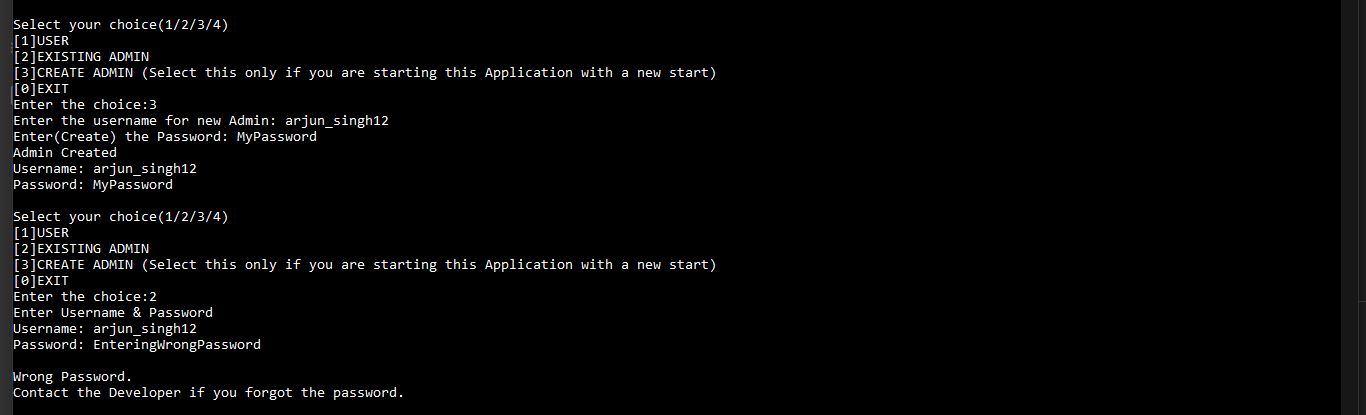 Select your choice(1/2/3/4)
[1]USER
[2]EXISTING ADMIN
[3]CREATE ADMIN (Select this only if you are starting this Application with a new start)
[0]EXIT
Enter the choice:3
Enter the username for new Admin: arjun_singh12
Enter(Create) the Password: MyPassword
Admin Created
Username: arjun_singh12
Password: MyPassword
Select your choice(1/2/3/4)
[1]USER
[2]EXISTING ADMIN
[3]CREATE ADMIN (Select this only if you are starting this Application with a new start)
[0]EXIT
Enter the choice:2
Enter Username & Password
Username: arjun_singh12
Password: EnteringWrongPassword
Wrong Password.
Contact the Developer if you forgot the password.